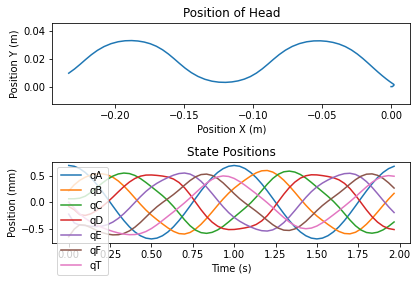 Position of Head
0.04
0.02
0.00
Position Y (m)
−0.20 −0.15 −0.10 −0.05 0.00
Position X (m)
State Positions
0.5
0.0
−0.5
Position (mm)
qA
qB
qC
qD
qE
qF
qT
0.00 0.25 0.50 0.75 1.00 1.25 1.50 1.75 2.00
Time (s)